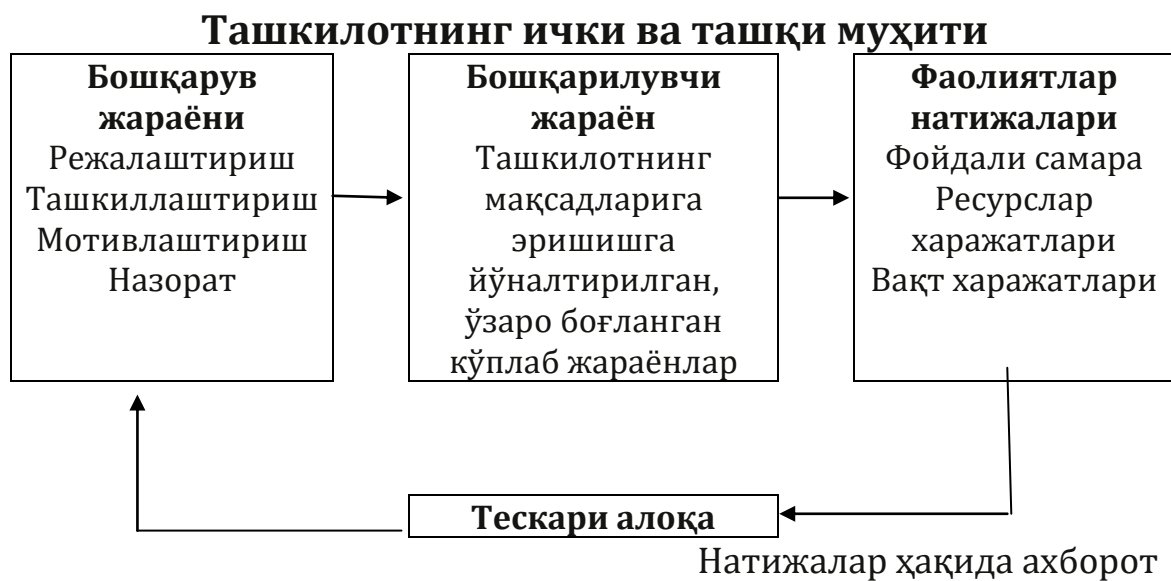 Ташкилотнинг ички ва ташқи муҳити
Бошқарув
жараёни
Режалаштириш
Ташкиллаштириш
Мотивлаштириш
Назорат
Бошқарилувчи
жараён
Ташкилотнинг
мақсадларига
эришишга
йўналтирилган,
ўзаро боғланган
кўплаб жараёнлар
Фаолиятлар
натижалари
Фойдали самара
Ресурслар
харажатлари
Вақт харажатлари
Тескари алоқа
Натижалар ҳақида ахборот